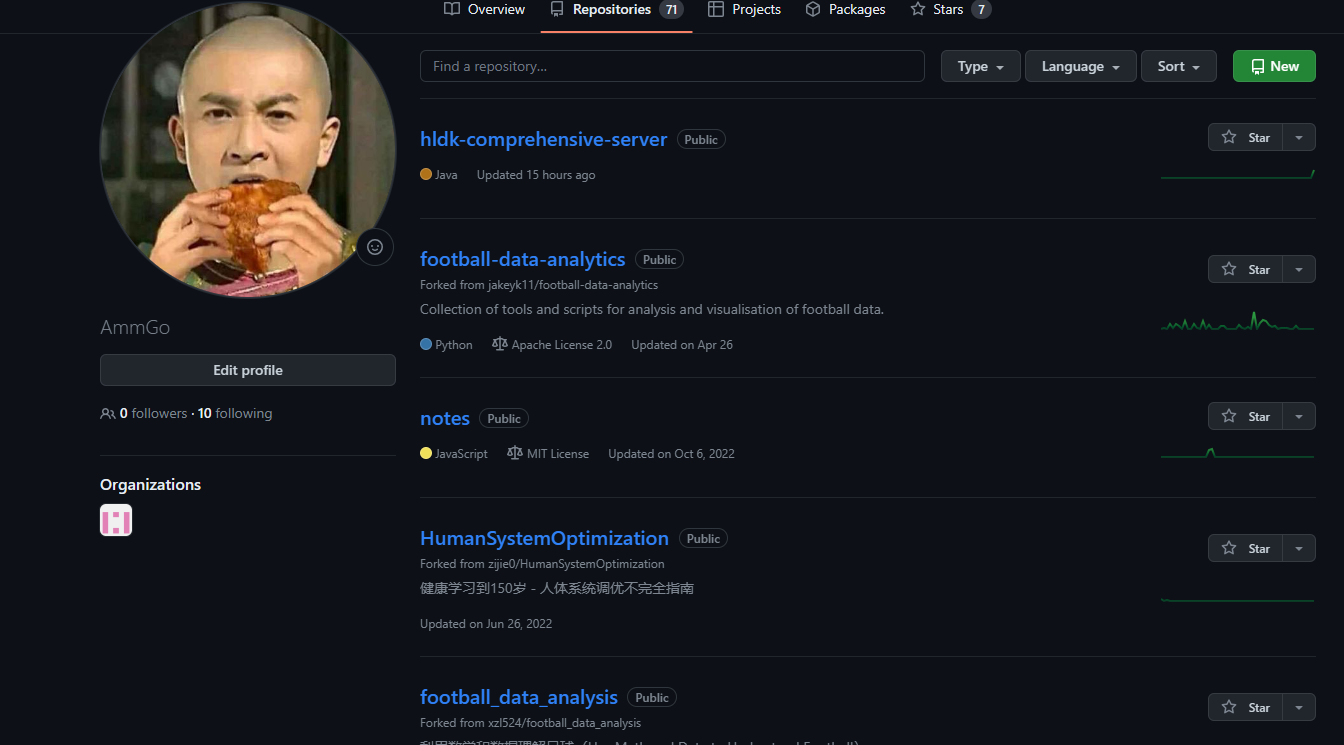 Overview Repositories 71 Projects Packages Stars 7
Find a repository... Type Language Sort New
hldk-comprehensive-server Public Star
Java Updated 15 hours ago
football-data-analytics Public Star
Forked from jakeyk11/football-data-analytics
Collection of tools and scripts for analysis and visualisation of football data.
Python Apache License 2.0 Updated on Apr 26
AmmGo
Edit profile
0 followers · 10 following
Organizations
notes Public Star
JavaScript MIT License Updated on Oct 6, 2022
HumanSystemOptimization Public Star
Forked from zijie0/HumanSystemOptimization
健康学习到150岁 - 人体系统调优不完全指南
Updated on Jun 26, 2022
football_data_analysis Public Star
Forked from xzl524/football_data_analysis